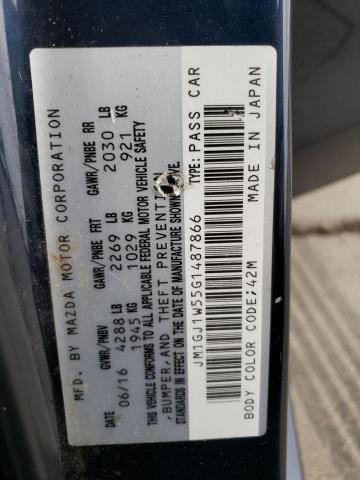 MFD. BY MAZDA MOTOR CORPORATION
GVWR/PNBV GAWR/PNBE FRT GAWR/PNBE RR
06/16 4288 LB 2269 LB 2030 LB
1945 KG 1029 KG 921 KG
THIS VEHICLE CONFORMS TO ALL APPLICABLE FEDERAL MOTOR VEHICLE SAFETY
, BUMPER, AND THEFT PREVENTI
STANDARDS IN EFFECT ON THE DATE OF MANUFACTURE SHOWN
JM1GJ1W55G1487866 TYPE: PASS CAR
BODY COLOR CODE:42M MADE IN JAPAN